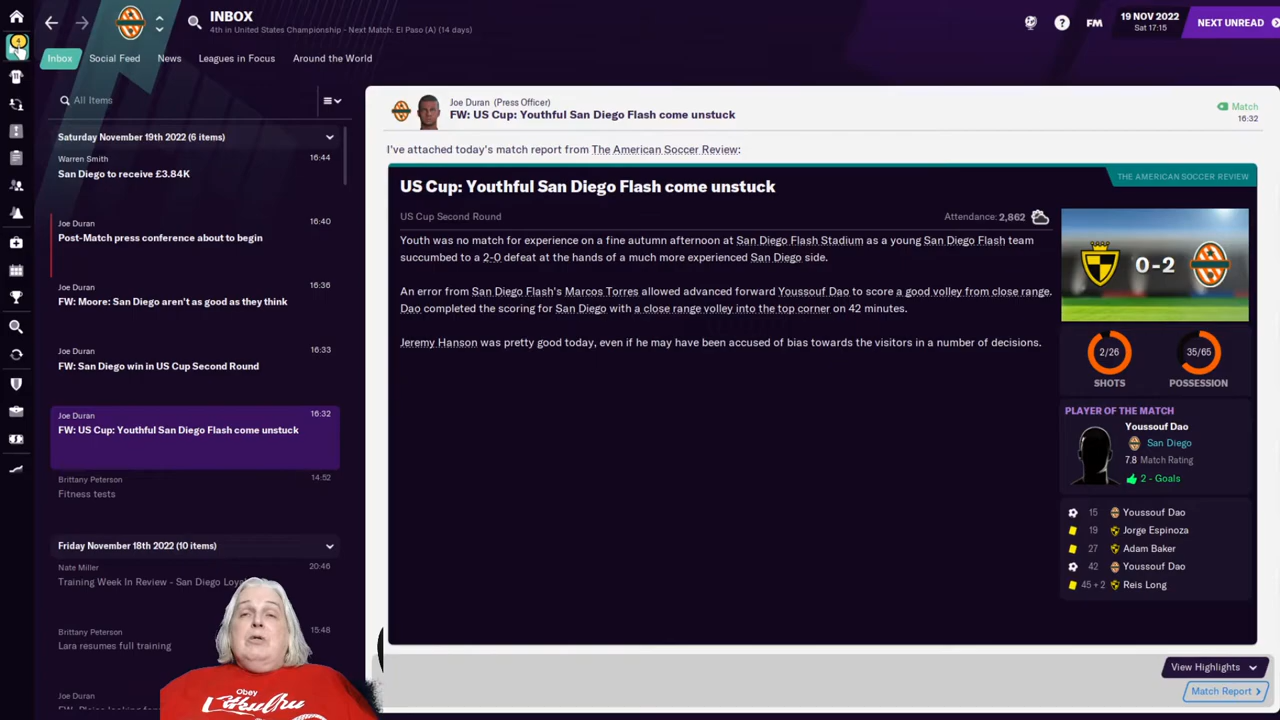 INBOX
4th in United States Championship - Next Match: El Paso (A) (14 days)
FM
19 NOV 2022
Sat 17:15
NEXT UNREAD
4
Inbox
Social Feed
News
Leagues in Focus
Around the World
All Items
Saturday November 19th 2022 (6 items)
Warren Smith
16:44
San Diego to receive £3.84K
Joe Duran
16:40
Post-Match press conference about to begin
Joe Duran
16:36
FW: Moore: San Diego aren't as good as they think
Joe Duran
16:33
FW: San Diego win in US Cup Second Round
Joe Duran
16:32
FW: US Cup: Youthful San Diego Flash come unstuck
Brittany Peterson
14:52
Fitness tests
Friday November 18th 2022 (10 items)
Nate Miller
20:46
Training Week In Review - San Diego Loyal
Brittany Peterson
15:48
Lara resumes full training
Joe Duran
Joe Duran (Press Officer)
FW: US Cup: Youthful San Diego Flash come unstuck
Match
16:32
I've attached today's match report from The American Soccer Review:
US Cup: Youthful San Diego Flash come unstuck
THE AMERICAN SOCCER REVIEW
US Cup Second Round
Attendance: 2,862
Youth was no match for experience on a fine autumn afternoon at San Diego Flash Stadium as a young San Diego Flash team
succumbed to a 2-0 defeat at the hands of a much more experienced San Diego side.
An error from San Diego Flash's Marcos Torres allowed advanced forward Youssouf Dao to score a good volley from close range.
Dao completed the scoring for San Diego with a close range volley into the top corner on 42 minutes.
Jeremy Hanson was pretty good today, even if he may have been accused of bias towards the visitors in a number of decisions.
0-2
2/26
SHOTS
35/65
POSSESSION
PLAYER OF THE MATCH
Youssouf Dao
San Diego
7.8 Match Rating
2 - Goals
15 Youssouf Dao
19 Jorge Espinoza
27 Adam Baker
42 Youssouf Dao
45 + 2 Reis Long
View Highlights
Match Report
Obey
Cthulhu